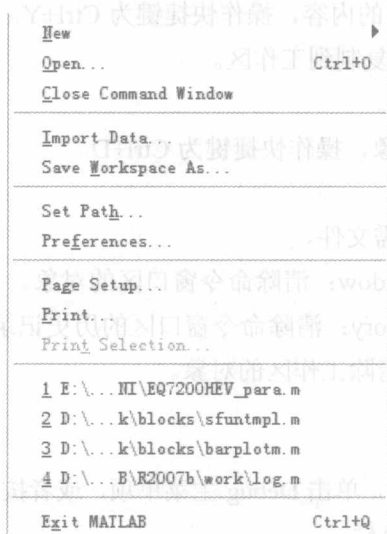 New
Open... Ctrl+O
Close Command Window
Import Data...
Save Workspace As...
Set Path...
Preferences...
Page Setup...
Print...
Print Selection...
1 E:\...NI\EQ7200HEV_para.m
2 D:\...k\blocks\sfuntmpl.m
3 D:\...k\blocks\barplotm.m
4 D:\...B\R2007b\work\log.m
Exit MATLAB Ctrl+Q